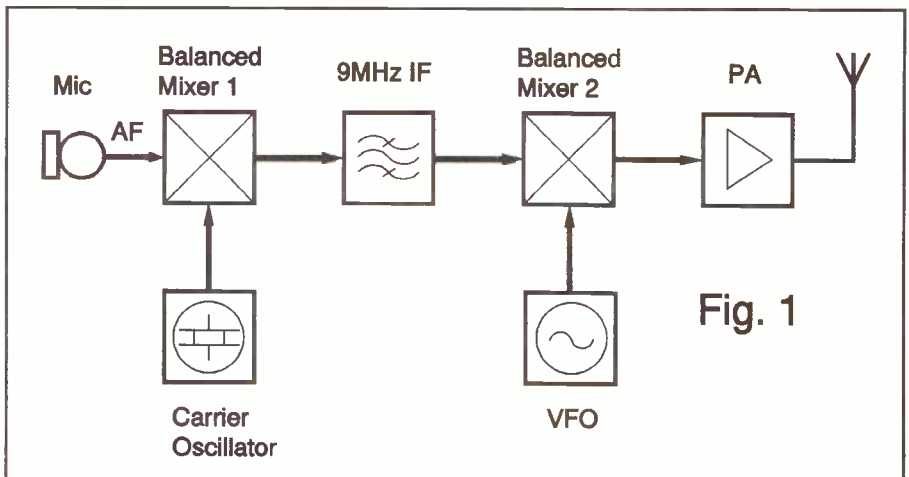 Mic
AF
Balanced
Mixer 1
9MHz IF
Balanced
Mixer 2
PA
Carrier
Oscillator
VFO
Fig. 1